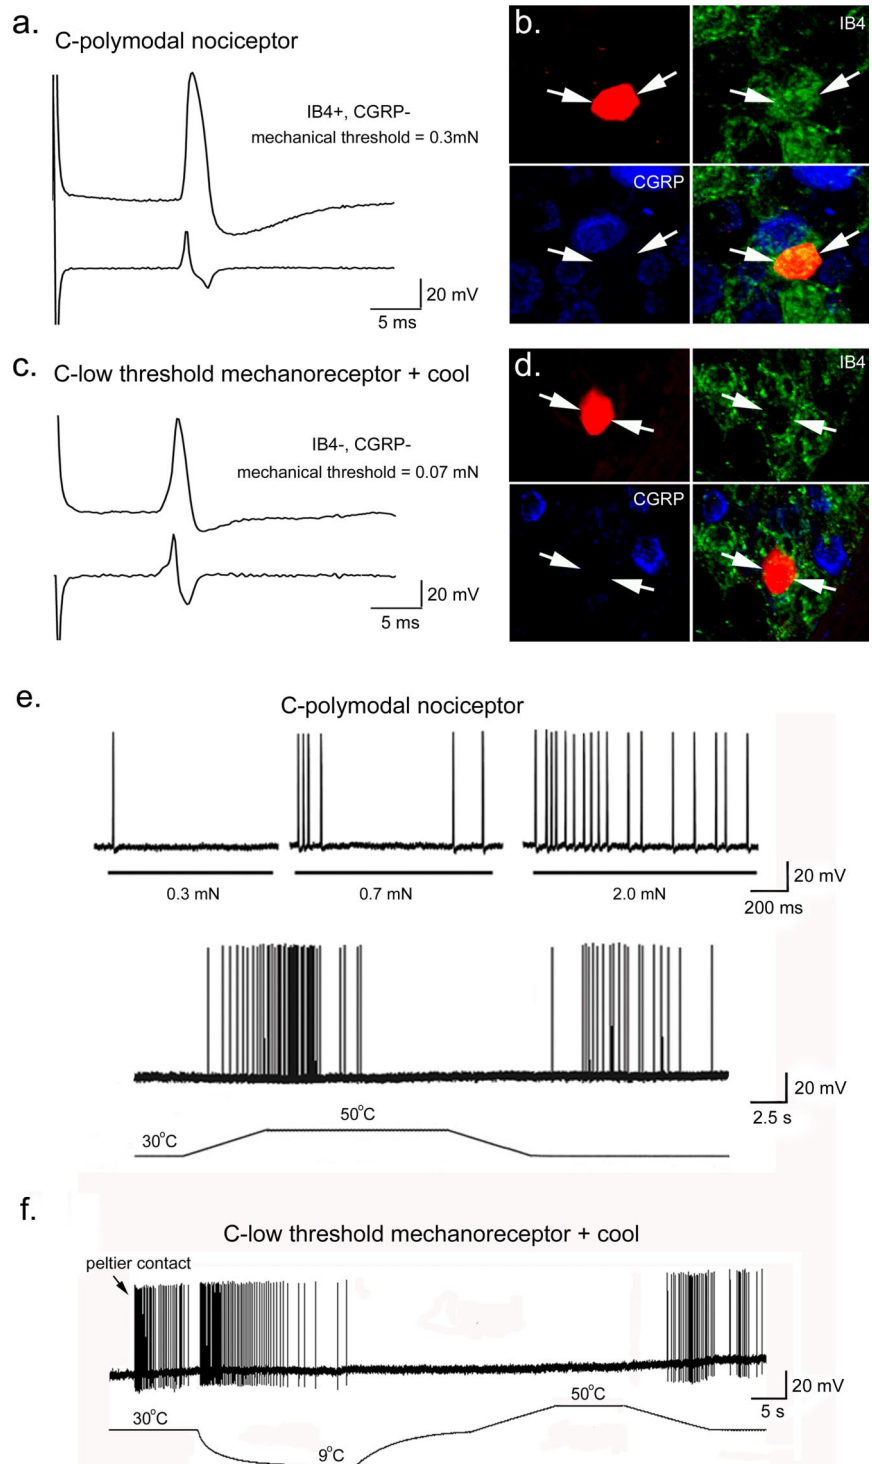 a.
C-polymodal nociceptor
IB4+, CGRP-
mechanical threshold = 0.3mN
20 mV
5 ms
b.
IB4
CGRP
c.
C-low threshold mechanoreceptor + cool
IB4-, CGRP-
mechanical threshold = 0.07 mN
20 mV
5 ms
d.
IB4
CGRP
e.
C-polymodal nociceptor
0.3 mN
0.7 mN
2.0 mN
20 mV
200 ms
20 mV
2.5 s
30°C
50°C
f.
C-low threshold mechanoreceptor + cool
peltier contact
20 mV
5 s
30°C
9°C
50°C